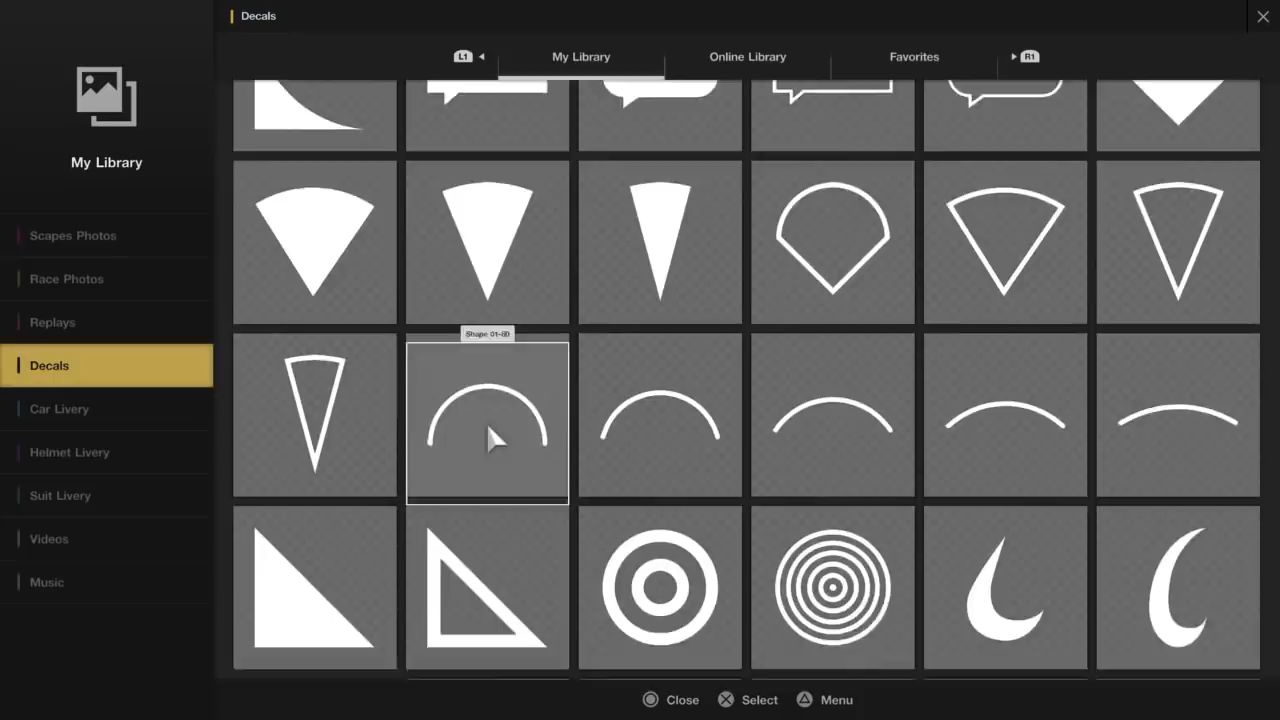 Decals
L1
My Library
Online Library
Favorites
R1
My Library
Scapes Photos
Race Photos
Replays
Decals
Car Livery
Helmet Livery
Suit Livery
Videos
Music
Close
Select
Menu